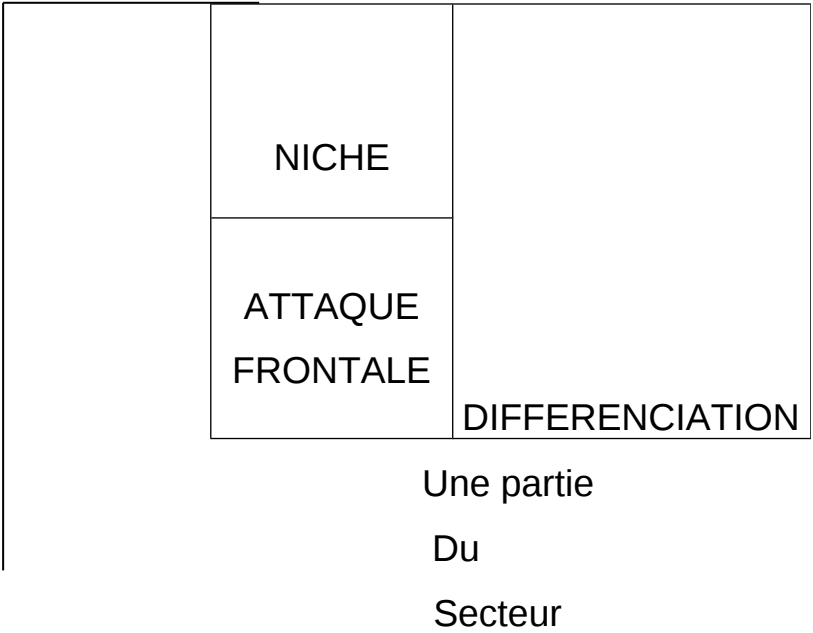 NICHE
ATTAQUE
FRONTALE
DIFFERENCIATION
Une partie
Du
Secteur